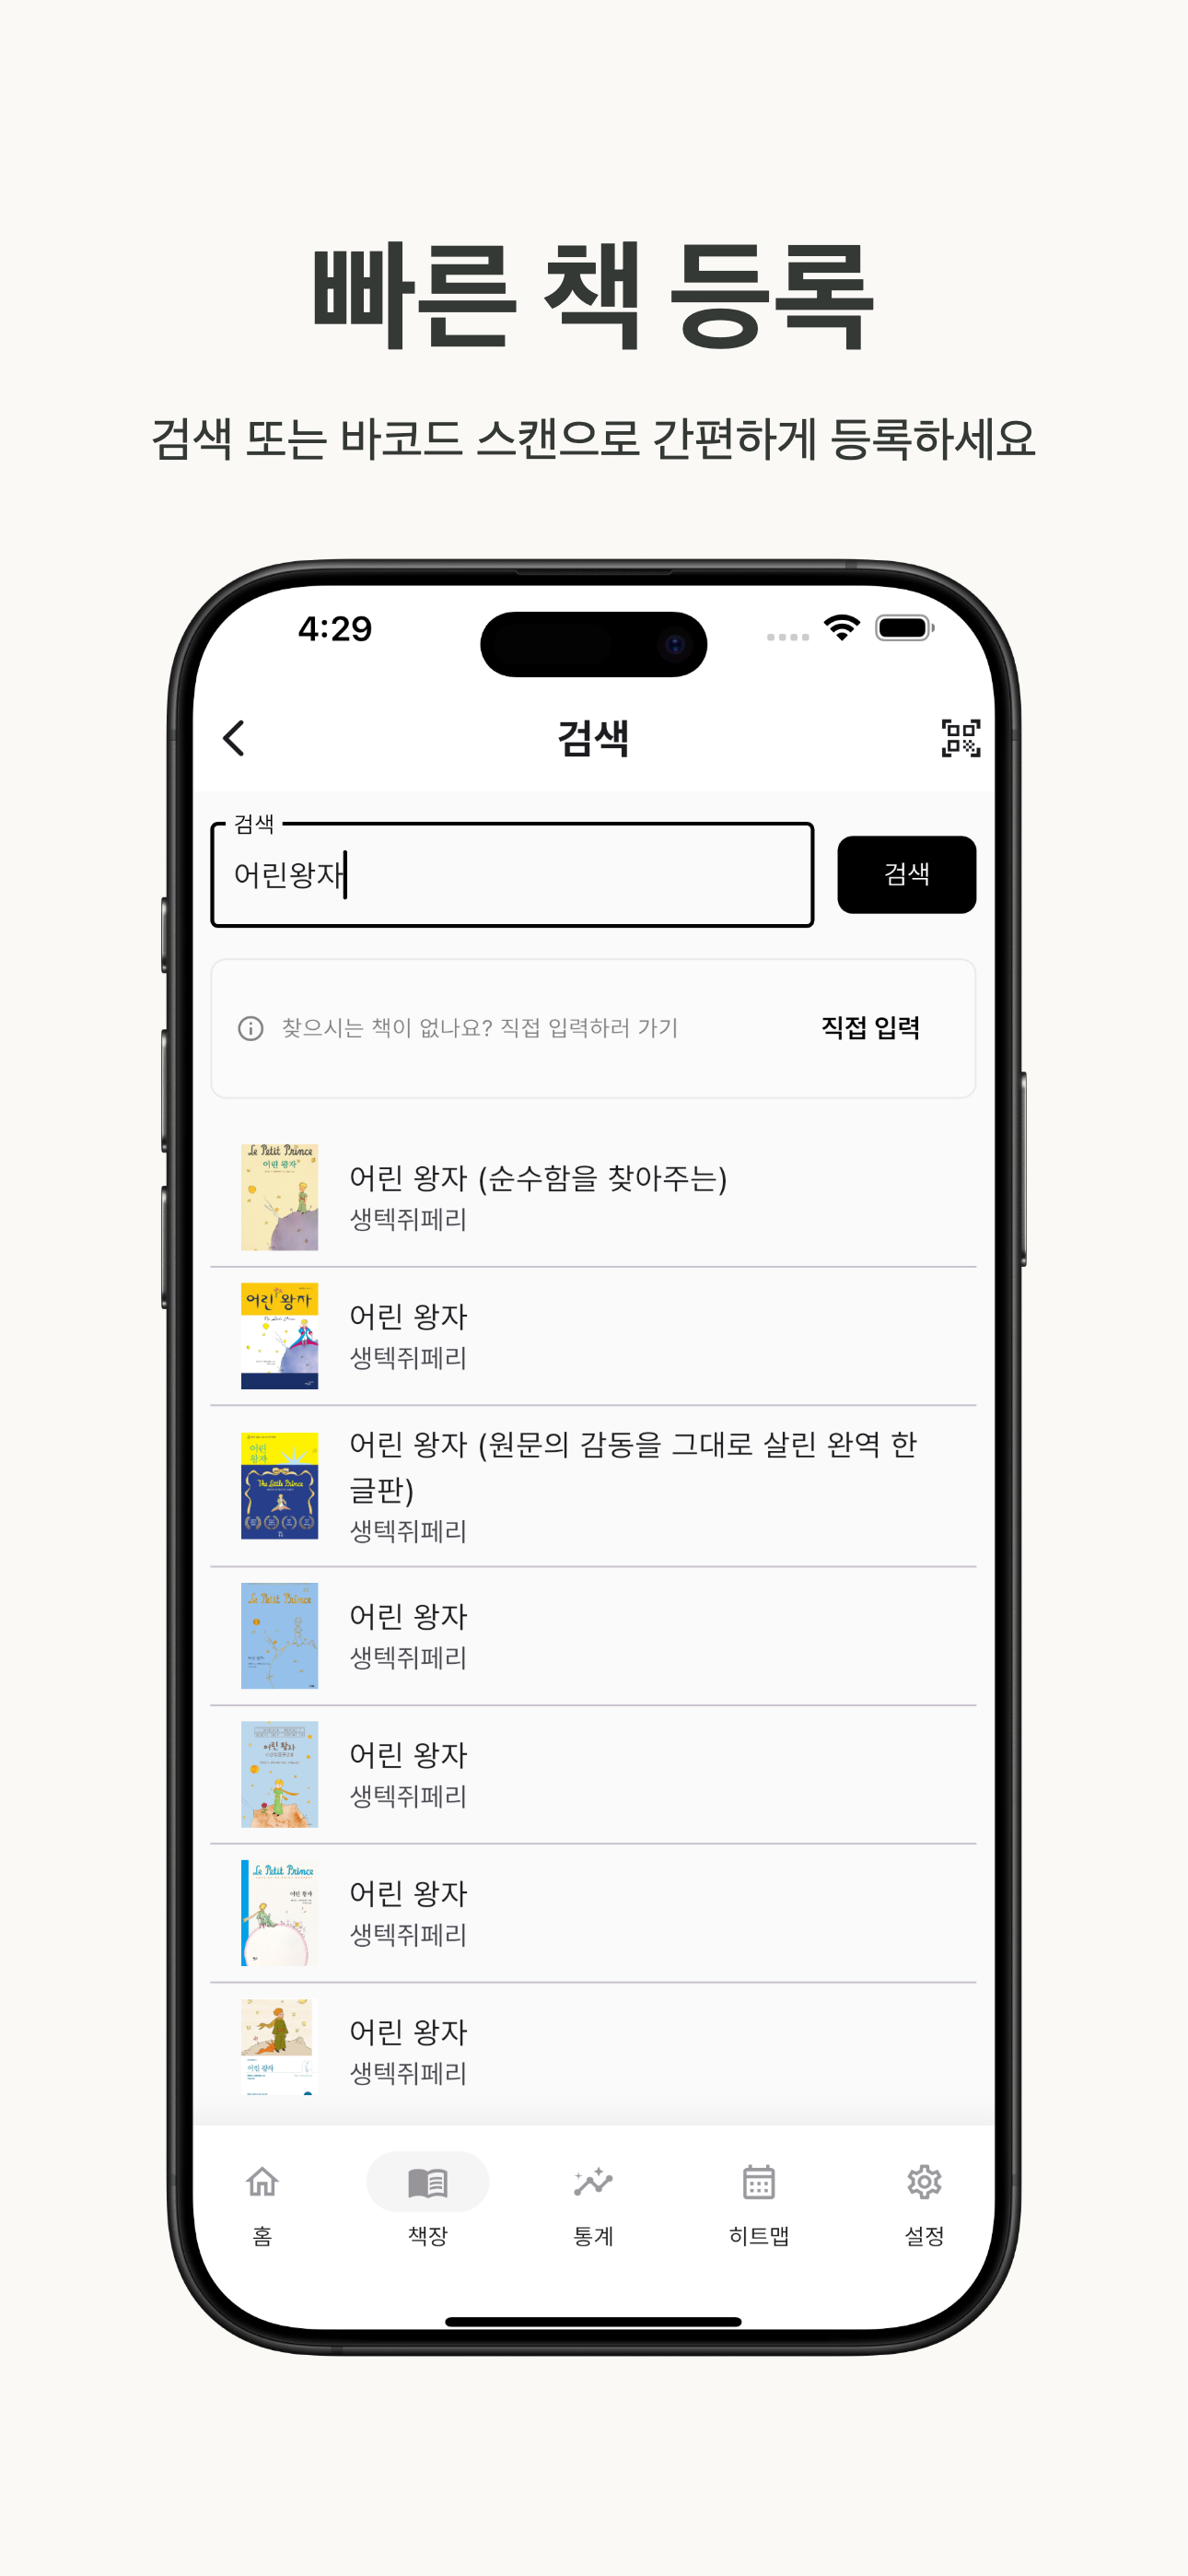 빠른 책 등록
검색 또는 바코드 스캔으로 간편하게 등록하세요
4:29
검색
검색
어린왕자
검색
찾으시는 책이 없나요? 직접 입력하러 가기
직접 입력
Le Petit Prince
어린 왕자
어린 왕자 (순수함을 찾아주는)
생텍쥐페리
어린 왕자
어린 왕자
생텍쥐페리
어린
왕자
The Little Prince
어린 왕자 (원문의 감동을 그대로 살린 완역 한
글판)
생텍쥐페리
Le Petit Prince
어린 왕자
생텍쥐페리
어린 왕자
어린 왕자
생텍쥐페리
Le Petit Prince
어린 왕자
어린 왕자
생텍쥐페리
어린 왕자
어린 왕자
생텍쥐페리
홈
책장
통계
히트맵
설정